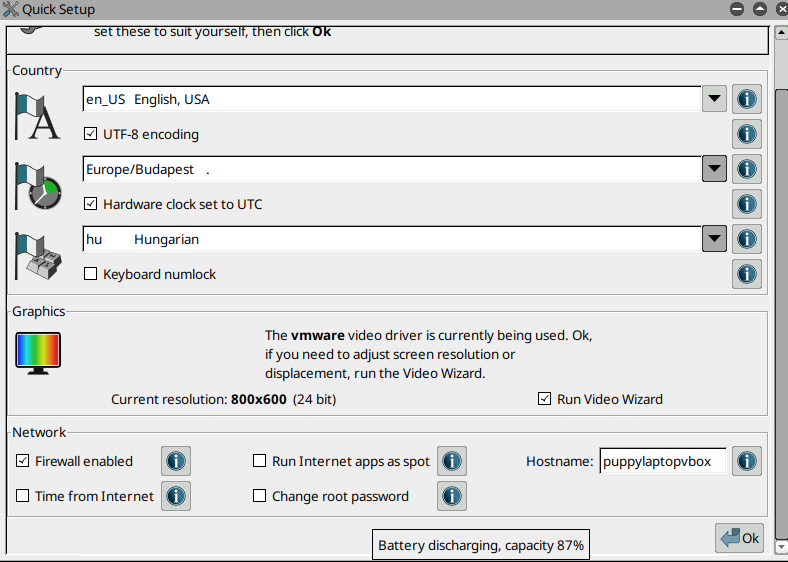 Quick Setup
set these to suit yourself, then click Ok
Country
en_US English, USA
UTF-8 encoding
Europe/Budapest .
Hardware clock set to UTC
hu Hungarian
Keyboard numlock
Graphics
The vmware video driver is currently being used. Ok,
if you need to adjust screen resolution or
displacement, run the Video Wizard.
Current resolution: 800x600 (24 bit)
Run Video Wizard
Network
Firewall enabled
Run Internet apps as spot
Hostname: puppylaptopvbox
Time from Internet
Change root password
Ok
Battery discharging, capacity 87%